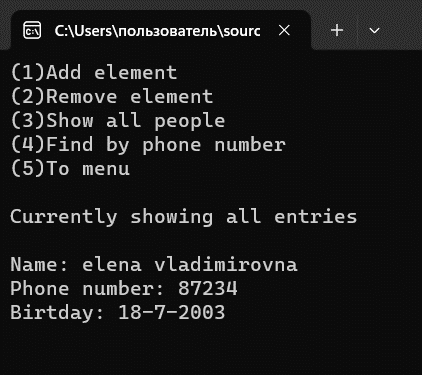 C:\Users\пользователь\sourc
(1)Add element
(2)Remove element
(3)Show all people
(4)Find by phone number
(5)To menu
Currently showing all entries
Name: elena vladimirovna
Phone number: 87234
Birtday: 18-7-2003